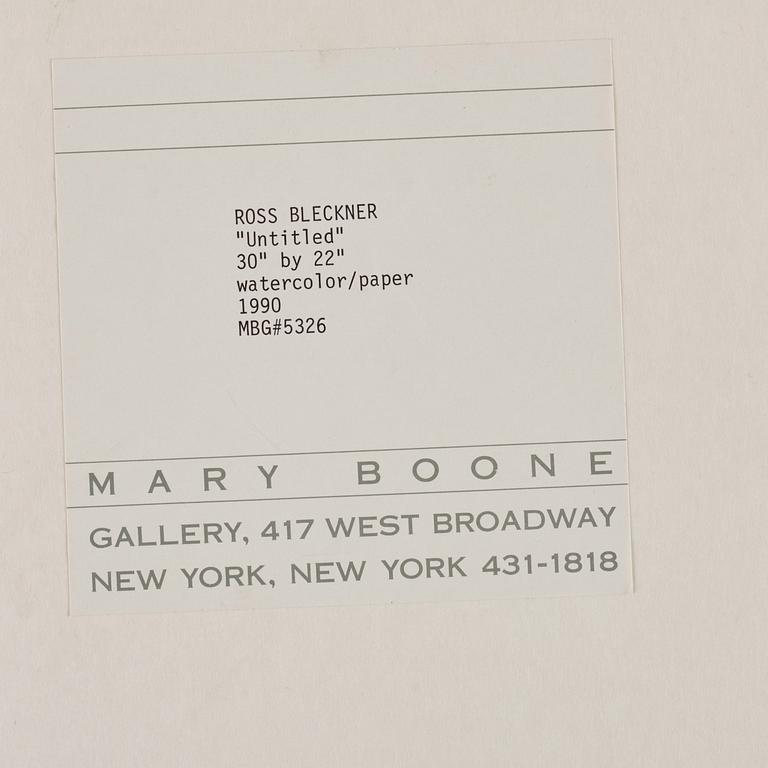 ROSS BLECKNER
"Untitled"
30" by 22"
watercolor/paper
1990
MBG#5326
MARY BOONE
GALLERY, 417 WEST BROADWAY
NEW YORK, NEW YORK 431-1818